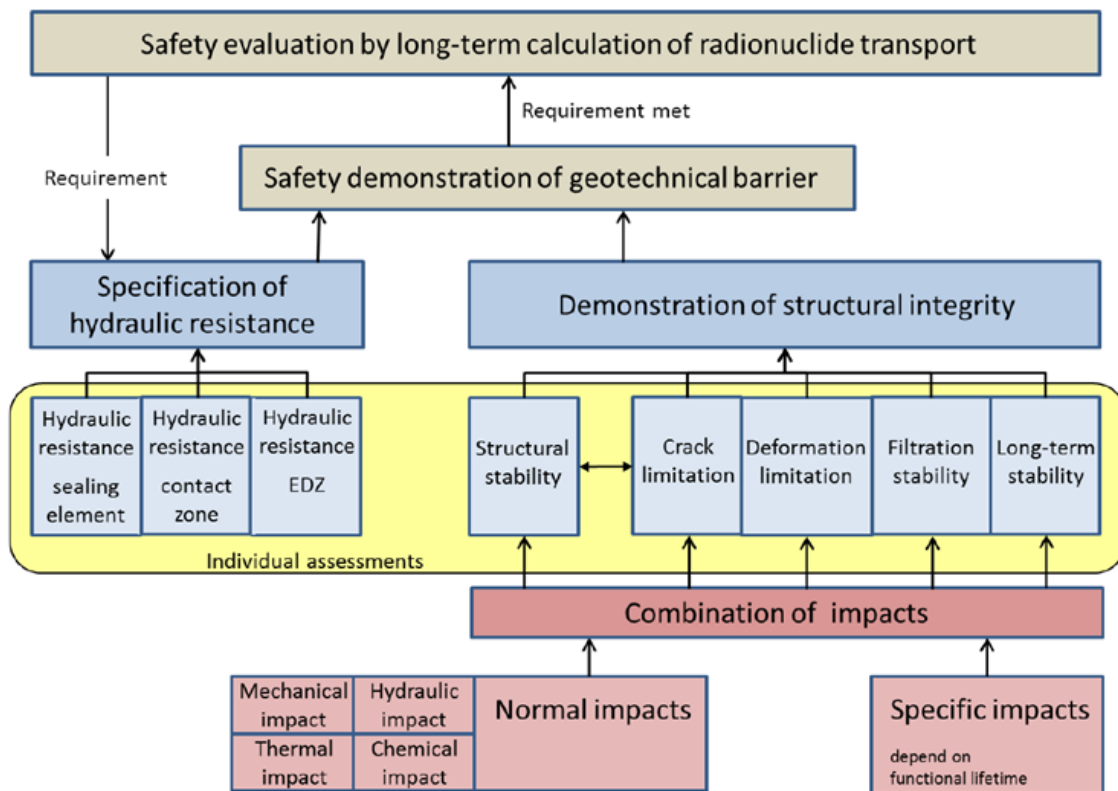 Safety evaluation by long-term calculation of radionuclide transport
Requirement met
Requirement
Safety demonstration of geotechnical barrier
Specification of
hydraulic resistance
Demonstration of structural integrity
Hydraulic
resistance
sealing
element
Hydraulic
resistance
contact
zone
Hydraulic
resistance
EDZ
Structural
stability
Crack
limitation
Deformation
limitation
Filtration
stability
Long-term
stability
Individual assessments
Combination of impacts
Mechanical
impact
Hydraulic
impact
Thermal
impact
Chemical
impact
Normal impacts
Specific impacts
depend on
functional lifetime